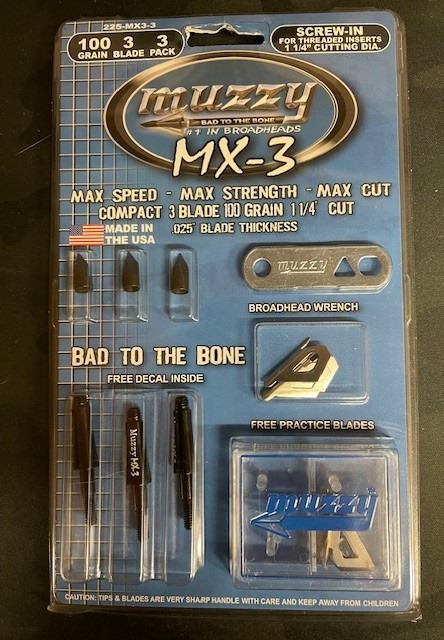 225-MX3-3
100 3 3
GRAIN BLADE PACK
SCREW-IN
FOR THREADED INSERTS
1 1/4" CUTTING DIA.
muzzy
BAD TO THE BONE
#1 IN BROADHEADS
MX-3
MAX SPEED - MAX STRENGTH - MAX CUT
COMPACT 3 BLADE 100 GRAIN 1 1/4" CUT
MADE IN
THE USA
.025" BLADE THICKNESS
muzzy
BROADHEAD WRENCH
BAD TO THE BONE
FREE DECAL INSIDE
FREE PRACTICE BLADES
Muzzy MX-3
muzzy
CAUTION: TIPS & BLADES ARE VERY SHARP HANDLE WITH CARE AND KEEP AWAY FROM CHILDREN